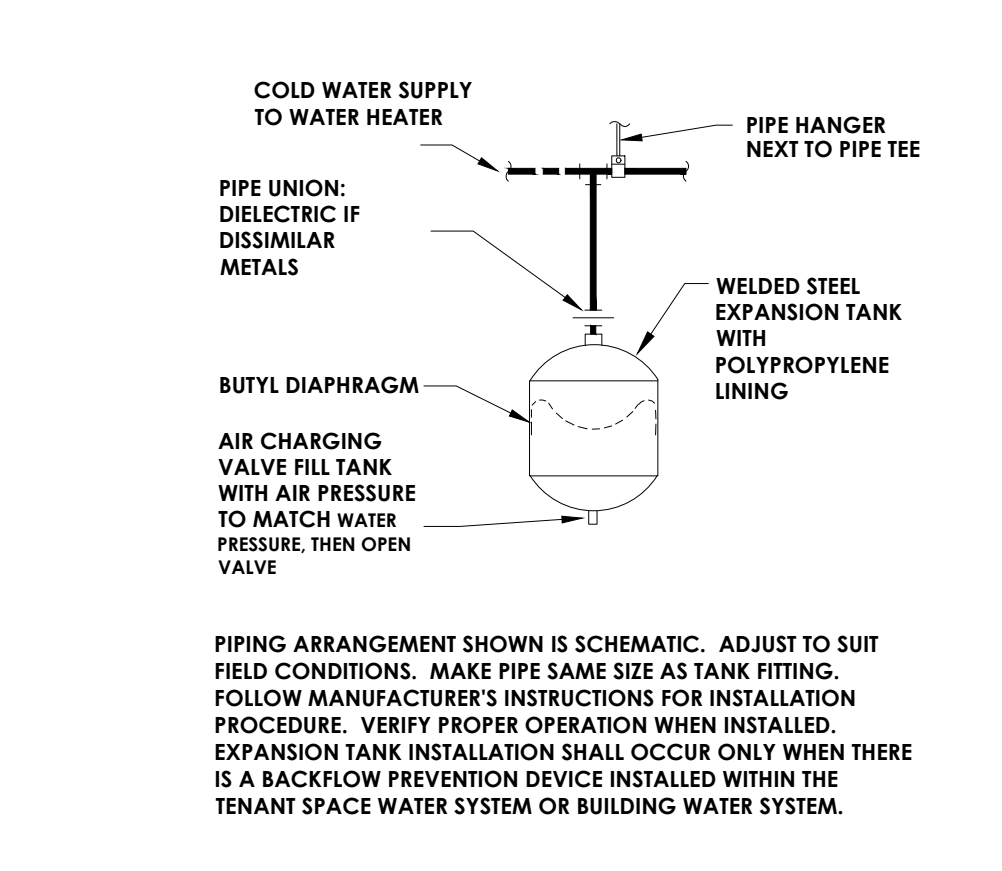 COLD WATER SUPPLY
TO WATER HEATER
PIPE HANGER
NEXT TO PIPE TEE
PIPE UNION:
DIELECTRIC IF
DISSIMILAR
METALS
WELDED STEEL
EXPANSION TANK
WITH
POLYPROPYLENE
LINING
BUTYL DIAPHRAGM
AIR CHARGING
VALVE FILL TANK
WITH AIR PRESSURE
TO MATCH WATER
PRESSURE, THEN OPEN
VALVE
PIPING ARRANGEMENT SHOWN IS SCHEMATIC.  ADJUST TO SUIT
FIELD CONDITIONS.  MAKE PIPE SAME SIZE AS TANK FITTING.
FOLLOW MANUFACTURER'S INSTRUCTIONS FOR INSTALLATION
PROCEDURE.  VERIFY PROPER OPERATION WHEN INSTALLED.
EXPANSION TANK INSTALLATION SHALL OCCUR ONLY WHEN THERE
IS A BACKFLOW PREVENTION DEVICE INSTALLED WITHIN THE
TENANT SPACE WATER SYSTEM OR BUILDING WATER SYSTEM.